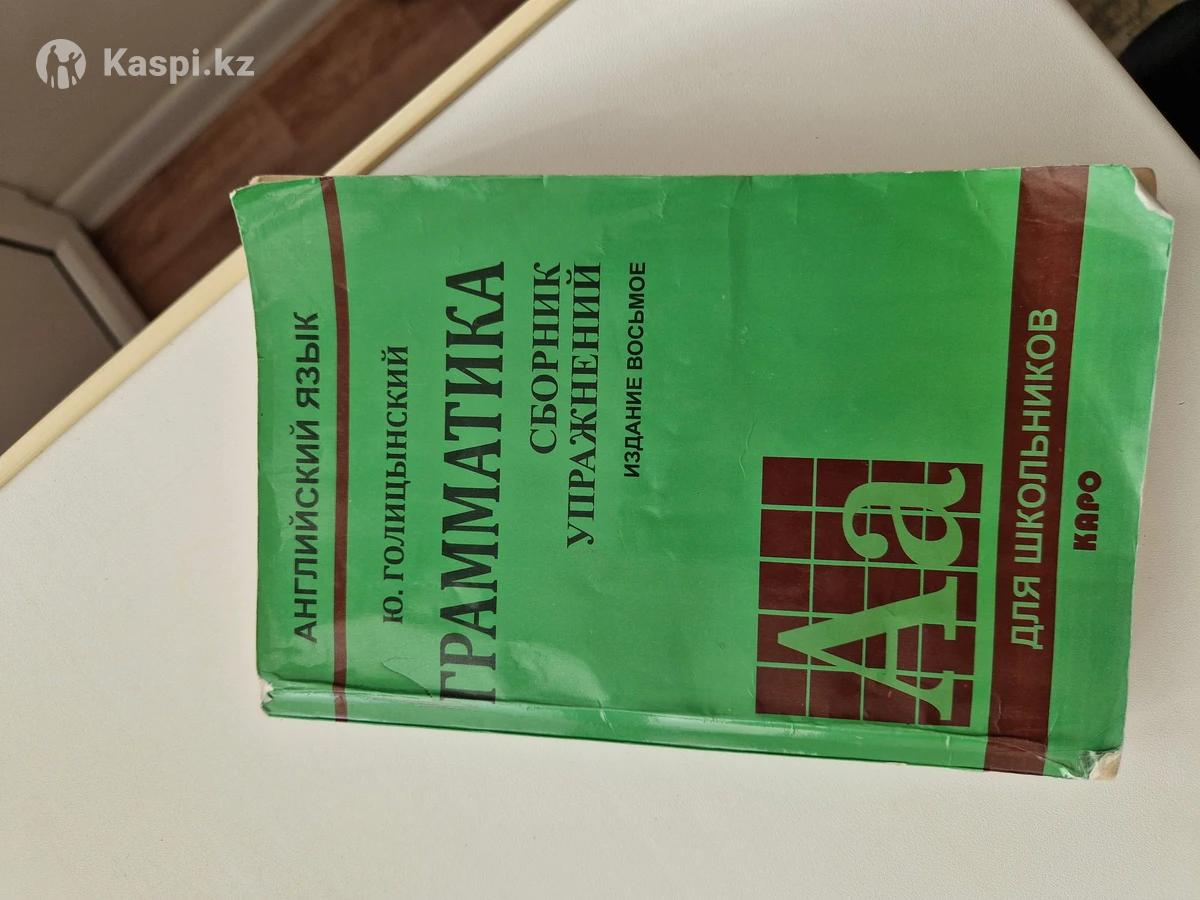 Kaspi.kz
АНГЛИЙСКИЙ ЯЗЫК
Ю. ГОЛИЦЫНСКИЙ
ГРАММАТИКА
СБОРНИК
УПРАЖНЕНИЙ
ИЗДАНИЕ ВОСЬМОЕ
Aa
ДЛЯ ШКОЛЬНИКОВ
КАРО